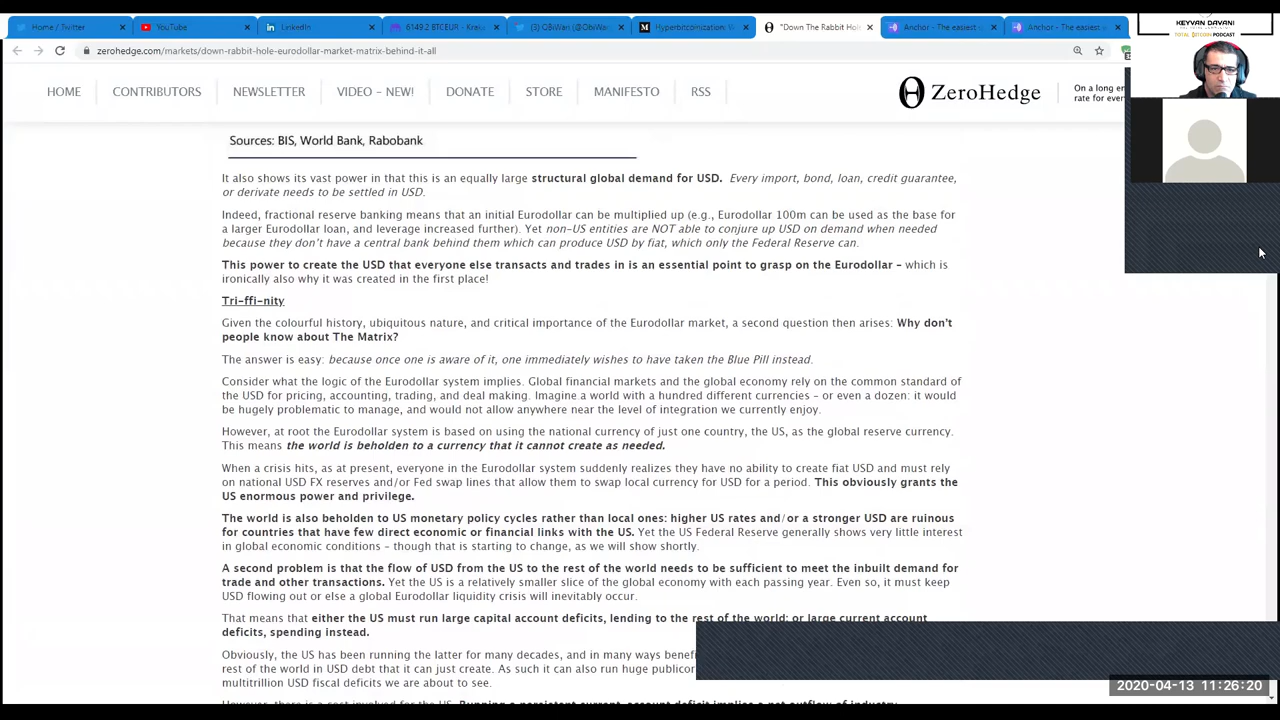 Home / Twitter
YouTube
LinkedIn
6149.2 BTCEUR - Krak
(3) OBiWan (@OBiWan
Hyperbitcoinization: W
"Down The Rabbit Hol
Anchor - The easiest
Anchor - The easiest
KEYVAN DAVANI
TOTAL BITCOIN PODCAST
zerohedge.com/markets/down-rabbit-hole-eurodollar-market-matrix-behind-it-all
HOME
CONTRIBUTORS
NEWSLETTER
VIDEO – NEW!
DONATE
STORE
MANIFESTO
RSS
ZeroHedge
On a long en
rate for every
Sources: BIS, World Bank, Rabobank
It also shows its vast power in that this is an equally large structural global demand for USD. Every import, bond, loan, credit guarantee,
or derivate needs to be settled in USD.
Indeed, fractional reserve banking means that an initial Eurodollar can be multiplied up (e.g., Eurodollar 100m can be used as the base for
a larger Eurodollar loan, and leverage increased further). Yet non-US entities are NOT able to conjure up USD on demand when needed
because they don't have a central bank behind them which can produce USD by fiat, which only the Federal Reserve can.
This power to create the USD that everyone else transacts and trades in is an essential point to grasp on the Eurodollar – which is
ironically also why it was created in the first place!
Tri-ffi-nity
Given the colourful history, ubiquitous nature, and critical importance of the Eurodollar market, a second question then arises: Why don't
people know about The Matrix?
The answer is easy: because once one is aware of it, one immediately wishes to have taken the Blue Pill instead.
Consider what the logic of the Eurodollar system implies. Global financial markets and the global economy rely on the common standard of
the USD for pricing, accounting, trading, and deal making. Imagine a world with a hundred different currencies – or even a dozen: it would
be hugely problematic to manage, and would not allow anywhere near the level of integration we currently enjoy.
However, at root the Eurodollar system is based on using the national currency of just one country, the US, as the global reserve currency.
This means the world is beholden to a currency that it cannot create as needed.
When a crisis hits, as at present, everyone in the Eurodollar system suddenly realizes they have no ability to create fiat USD and must rely
on national USD FX reserves and/or Fed swap lines that allow them to swap local currency for USD for a period. This obviously grants the
US enormous power and privilege.
The world is also beholden to US monetary policy cycles rather than local ones: higher US rates and/or a stronger USD are ruinous
for countries that have few direct economic or financial links with the US. Yet the US Federal Reserve generally shows very little interest
in global economic conditions – though that is starting to change, as we will show shortly.
A second problem is that the flow of USD from the US to the rest of the world needs to be sufficient to meet the inbuilt demand for
trade and other transactions. Yet the US is a relatively smaller slice of the global economy with each passing year. Even so, it must keep
USD flowing out or else a global Eurodollar liquidity crisis will inevitably occur.
That means that either the US must run large capital account deficits, lending to the rest of the world; or large current account
deficits, spending instead.
Obviously, the US has been running the latter for many decades, and in many ways benefi
rest of the world in USD debt that it can just create. As such it can also run huge publicor
multitrillion USD fiscal deficits we are about to see.
However, there is a cost involved for the US. Running a persistent current account deficit implies a net outflow of industry,
2020-04-13 11:26:20